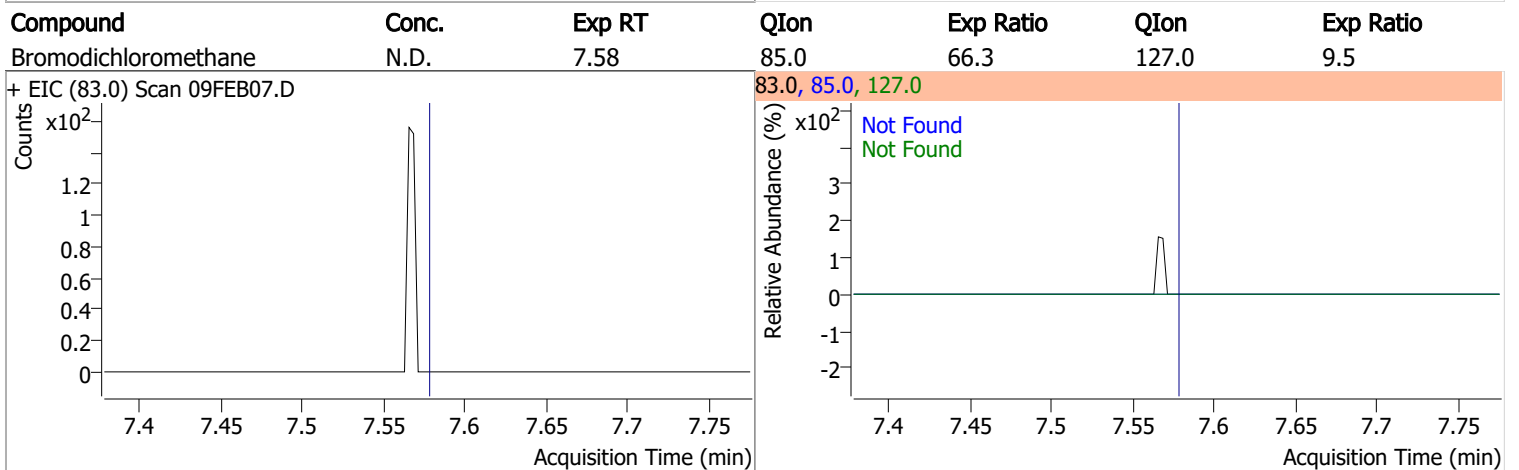 Compound Conc. Exp RT QIon Exp Ratio QIon Exp Ratio
Bromodichloromethane N.D. 7.58 85.0 66.3 127.0 9.5
+ EIC (83.0) Scan 09FEB07.D
Counts
x10²
1.2
1
0.8
0.6
0.4
0.2
0
7.4 7.45 7.5 7.55 7.6 7.65 7.7 7.75
Acquisition Time (min)
83.0, 85.0, 127.0
Relative Abundance (%)
x10²
Not Found
Not Found
3
2
1
0
-1
-2
7.4 7.45 7.5 7.55 7.6 7.65 7.7 7.75
Acquisition Time (min)